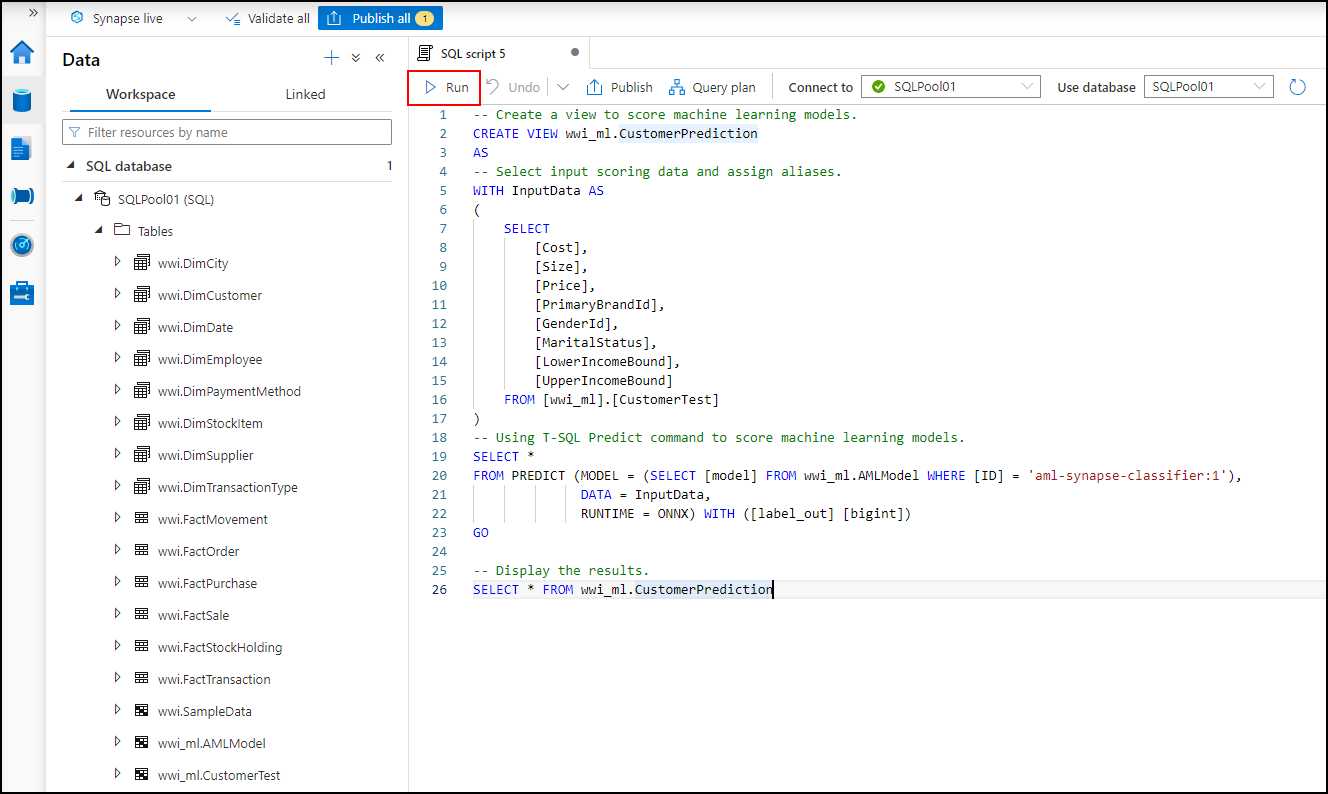 Synapse live
Validate all
Publish all 1
Data
Workspace
Linked
Filter resources by name
SQL database 1
SQLPool01 (SQL)
Tables
wwi.DimCity
wwi.DimCustomer
wwi.DimDate
wwi.DimEmployee
wwi.DimPaymentMethod
wwi.DimStockItem
wwi.DimSupplier
wwi.DimTransactionType
wwi.FactMovement
wwi.FactOrder
wwi.FactPurchase
wwi.FactSale
wwi.FactStockHolding
wwi.FactTransaction
wwi.SampleData
wwi_ml.AMLModel
wwi_ml.CustomerTest
SQL script 5
Run
Undo
Publish
Query plan
Connect to
SQLPool01
Use database
SQLPool01
1 -- Create a view to score machine learning models.
2 CREATE VIEW wwi_ml.CustomerPrediction
3 AS
4 -- Select input scoring data and assign aliases.
5 WITH InputData AS
6 (
7 SELECT
8 [Cost],
9 [Size],
10 [Price],
11 [PrimaryBrandId],
12 [GenderId],
13 [MaritalStatus],
14 [LowerIncomeBound],
15 [UpperIncomeBound]
16 FROM [wwi_ml].[CustomerTest]
17 )
18 -- Using T-SQL Predict command to score machine learning models.
19 SELECT *
20 FROM PREDICT (MODEL = (SELECT [model] FROM wwi_ml.AMLModel WHERE [ID] = 'aml-synapse-classifier:1'),
21 DATA = InputData,
22 RUNTIME = ONNX) WITH ([label_out] [bigint])
23 GO
24
25 -- Display the results.
26 SELECT * FROM wwi_ml.CustomerPrediction